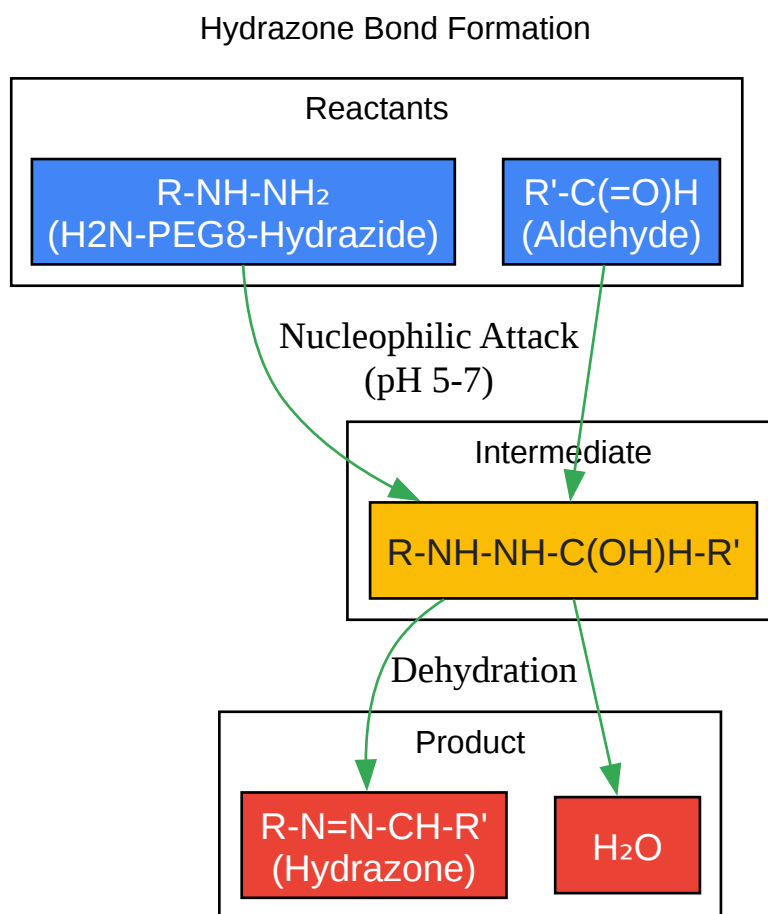 Hydrazone Bond Formation
Reactants
R-NH-NH₂
(H2N-PEG8-Hydrazide)
R'-C(=O)H
(Aldehyde)
Nucleophilic Attack
(pH 5-7)
Intermediate
R-NH-NH-C(OH)H-R'
Dehydration
Product
R-N=N-CH-R'
(Hydrazone)
H₂O